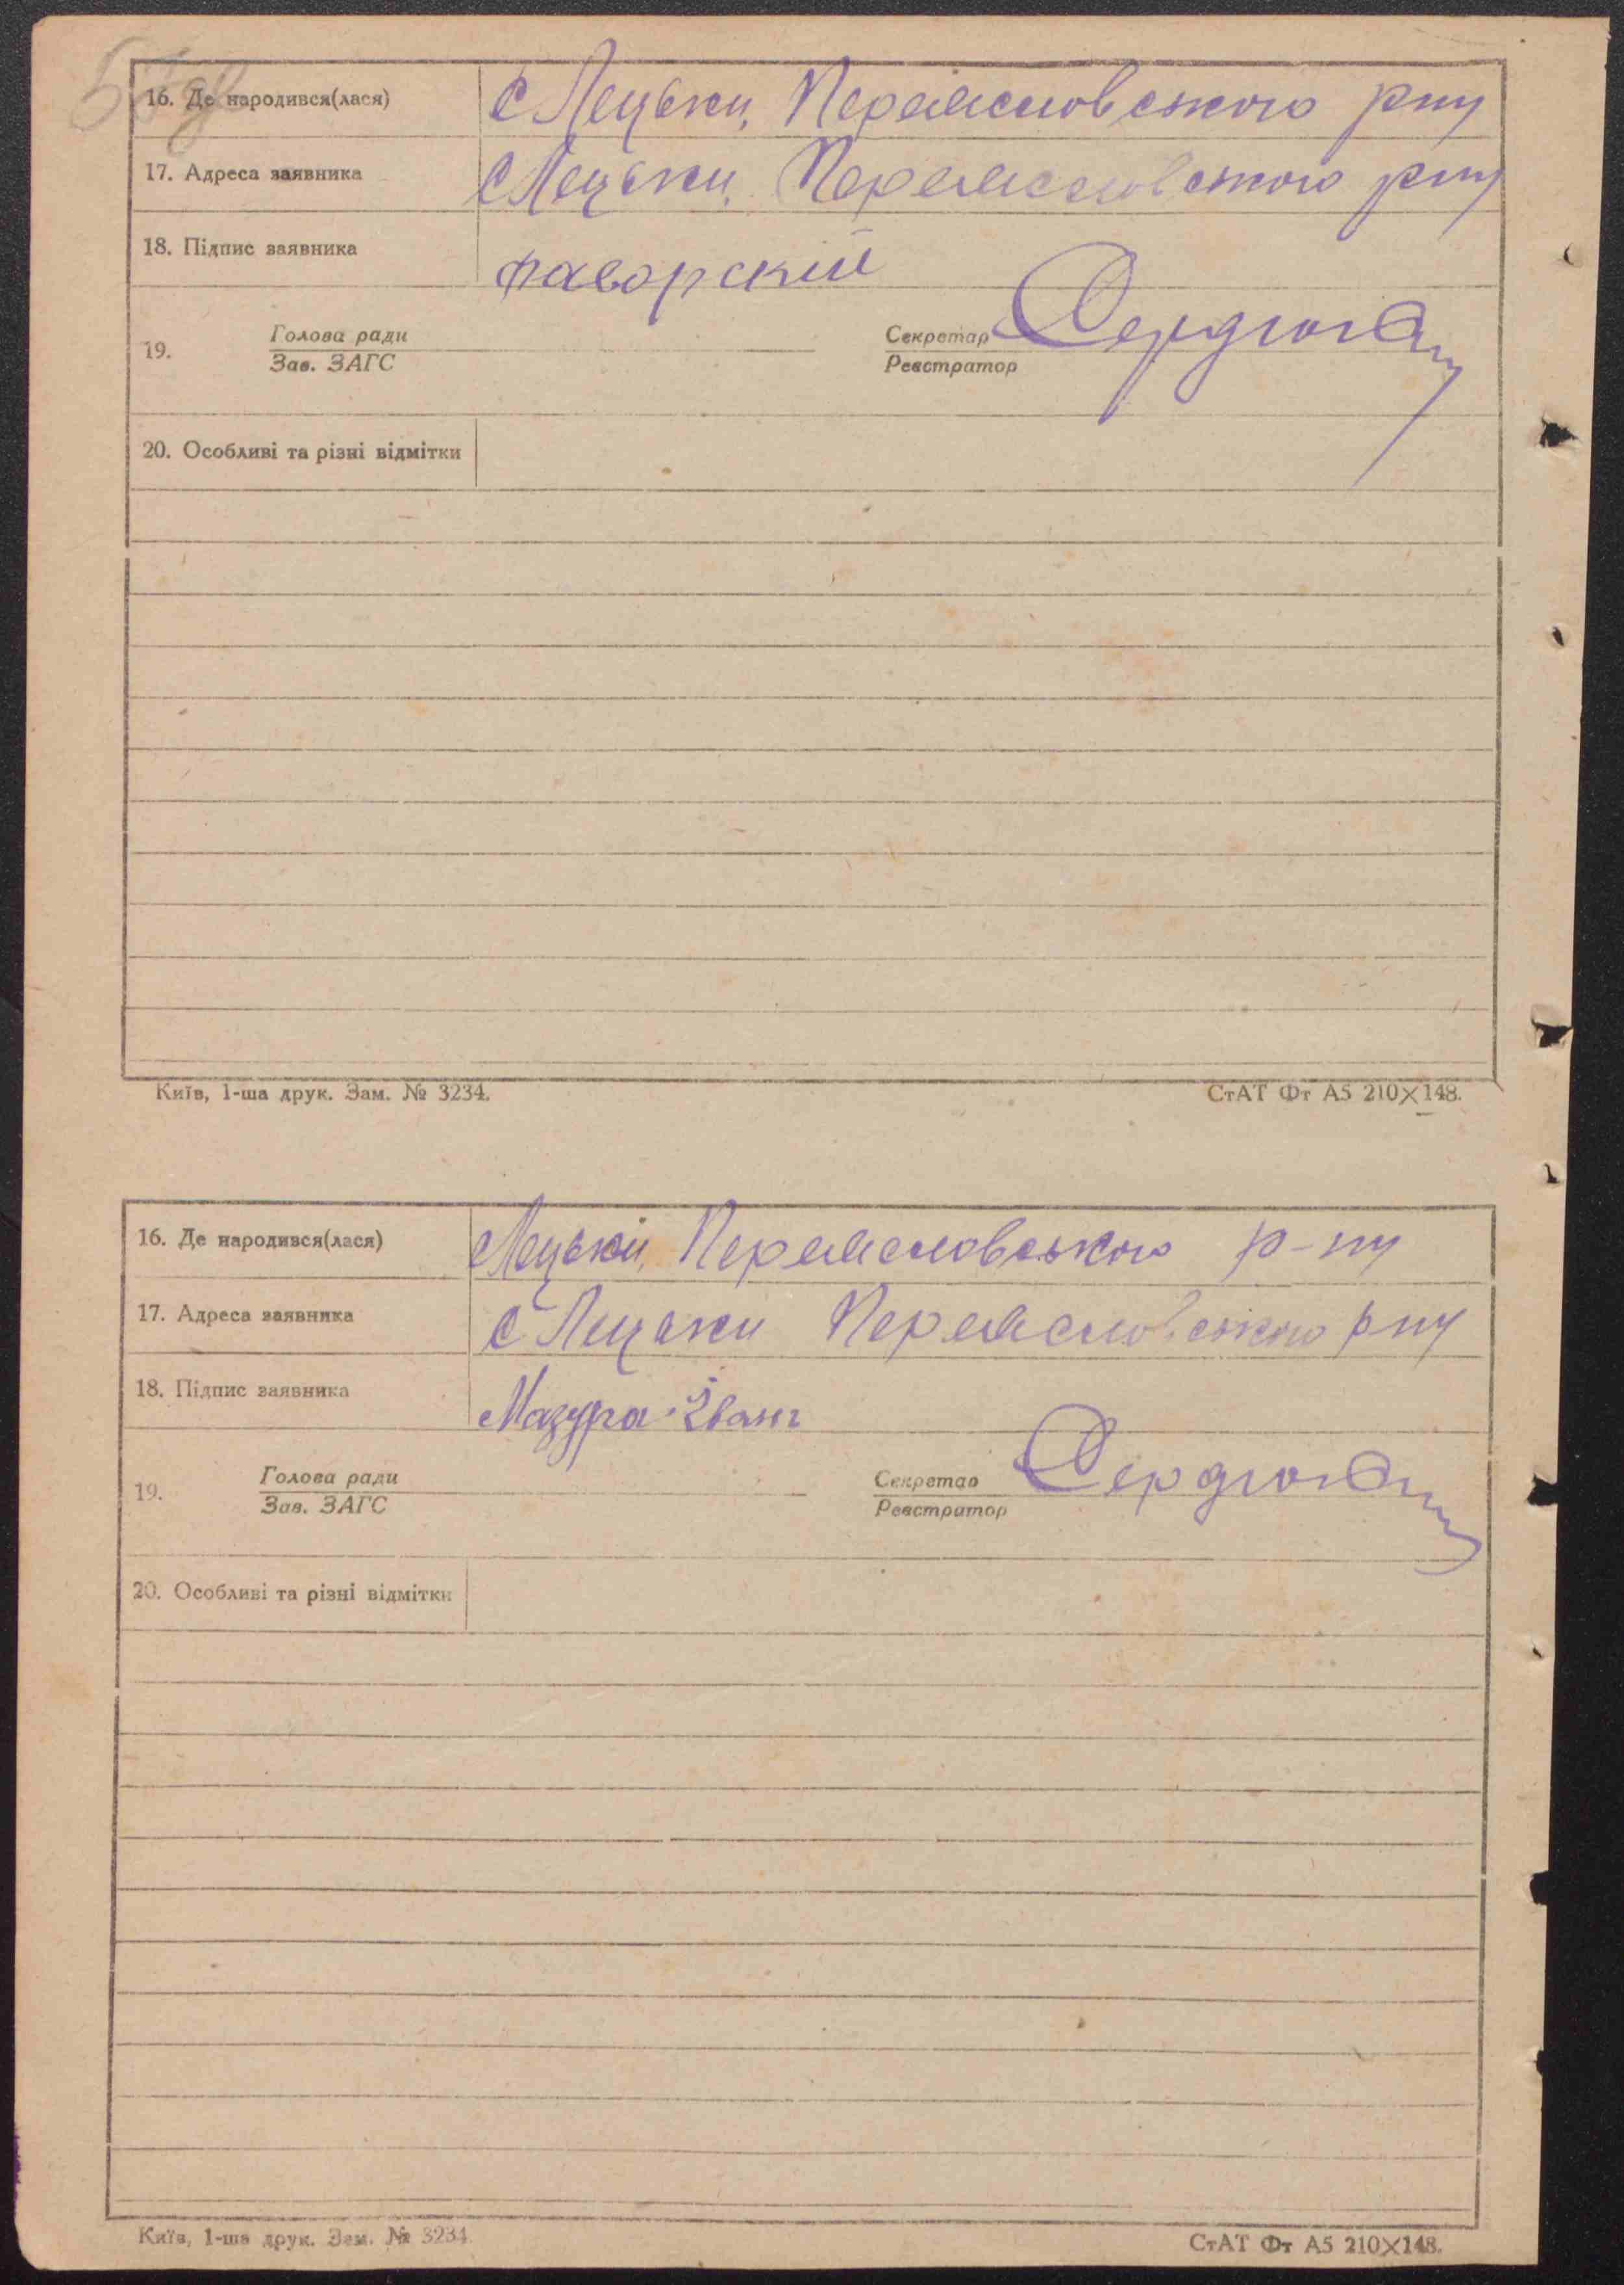 16. Де народився(лася) с Лецьки, Переяславського р-ну
17. Адреса заявника с Лецьки, Переяславського р-ну
18. Підпис заявника
19. Голова ради Секретар Сердюк
Зав. ЗАГС Реєстратор
20. Особливі та різні відмітки
Київ, 1-ша друк. Зам. № 3234. СтАТ Фт А5 210×148.
16. Де народився(лася) Лецьки, Переяславського р-ну
17. Адреса заявника с Лецьки Переяславського р-ну
18. Підпис заявника Мазура Іван
19. Голова ради Секретар Сердюк
Зав. ЗАГС Реєстратор
20. Особливі та різні відмітки
Київ, 1-ша друк. Зам. № 3234 СтАТ Фт А5 210×148.